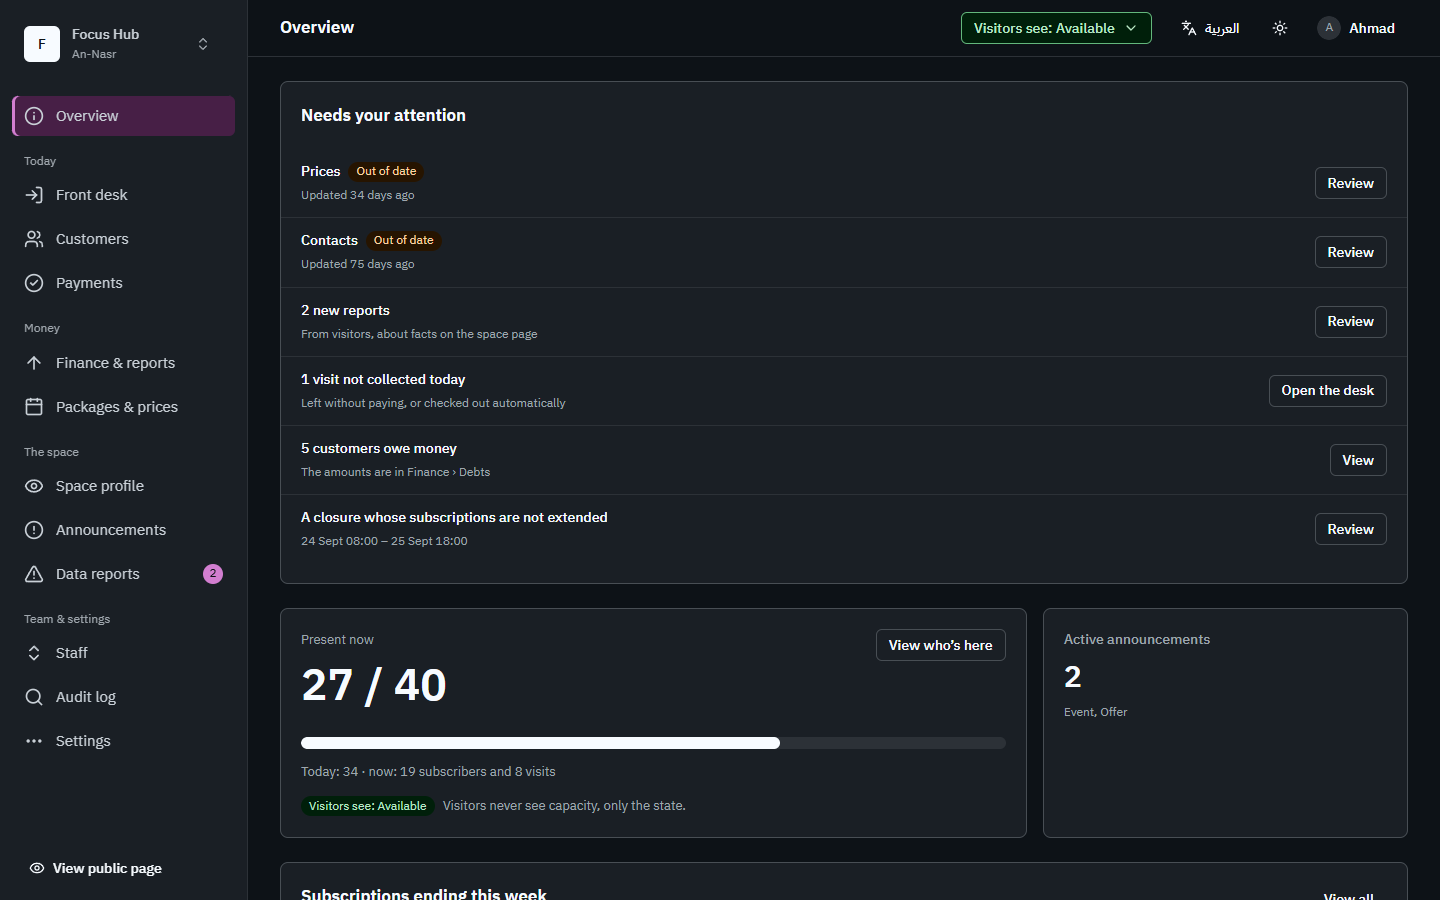 F
Focus Hub
An-Nasr
Overview
Today
Front desk
Customers
Payments
Money
Finance & reports
Packages & prices
The space
Space profile
Announcements
Data reports 2
Team & settings
Staff
Audit log
Settings
View public page
Overview
Visitors see: Available
العربية
A Ahmad
Needs your attention
Prices Out of date
Updated 34 days ago
Review
Contacts Out of date
Updated 75 days ago
Review
2 new reports
From visitors, about facts on the space page
Review
1 visit not collected today
Left without paying, or checked out automatically
Open the desk
5 customers owe money
The amounts are in Finance › Debts
View
A closure whose subscriptions are not extended
24 Sept 08:00 – 25 Sept 18:00
Review
Present now
View who’s here
27 / 40
Today: 34 · now: 19 subscribers and 8 visits
Visitors see: Available Visitors never see capacity, only the state.
Active announcements
2
Event, Offer
Subscriptions ending this week
View all